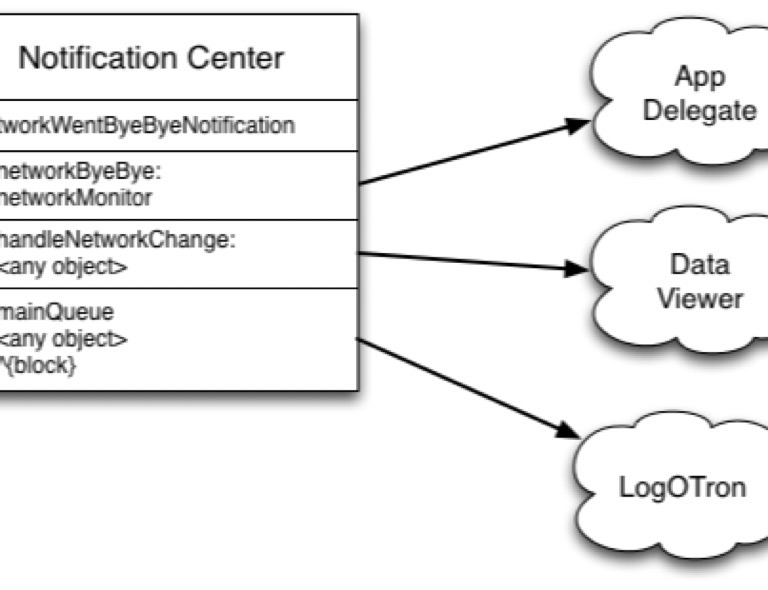 Notification Center
tworkWentByeByeNotification
networkByeBye:
networkMonitor
handleNetworkChange:
<any object>
mainQueue
<any object>
^{block}
App
Delegate
Data
Viewer
LogOTron